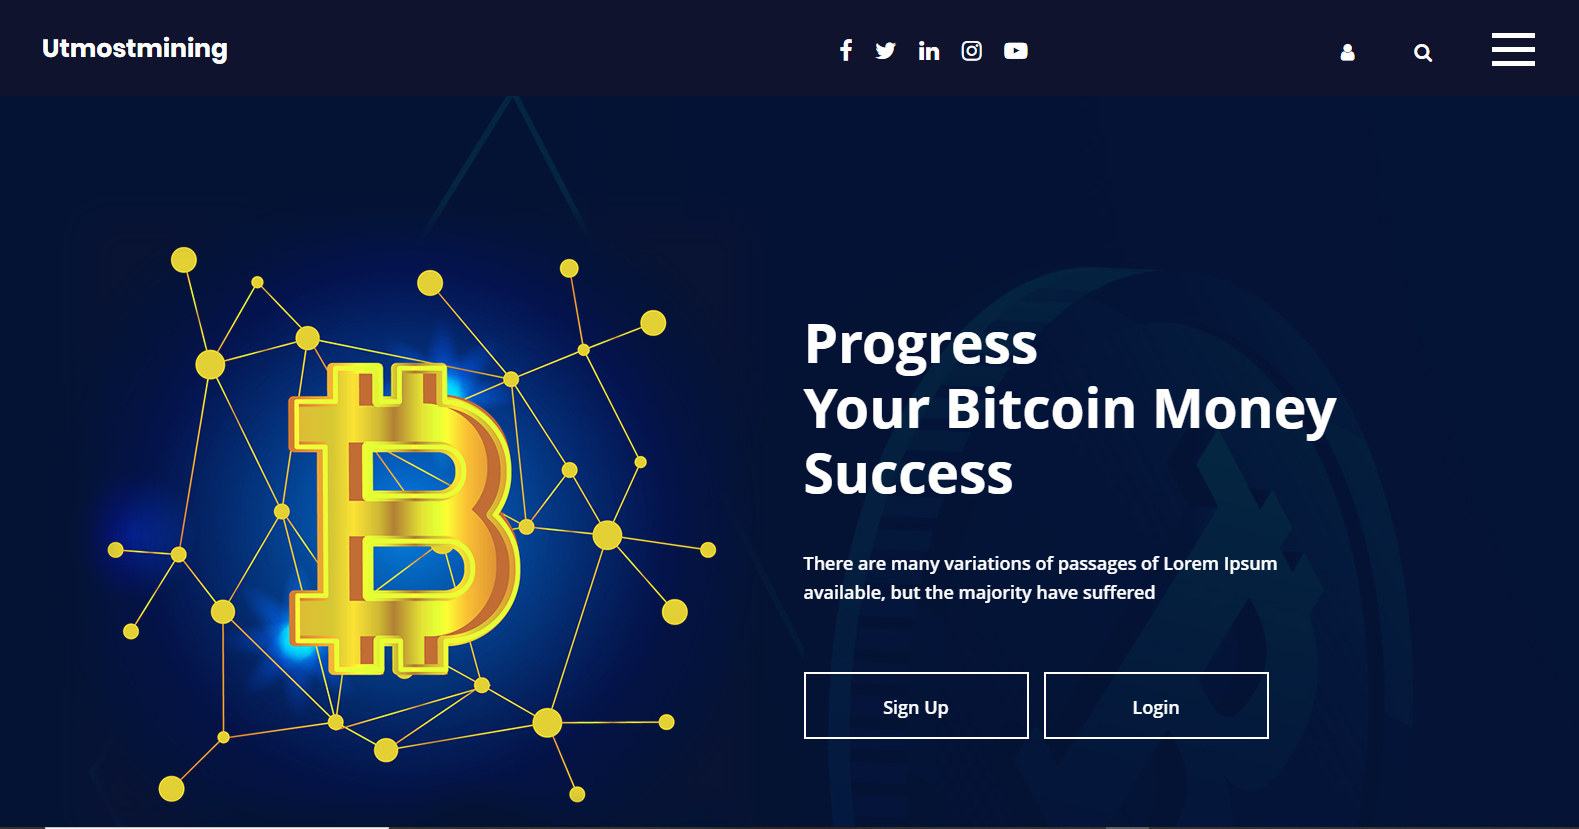 Utmostmining
Progress
Your Bitcoin Money
Success
There are many variations of passages of Lorem Ipsum
available, but the majority have suffered
Sign Up
Login